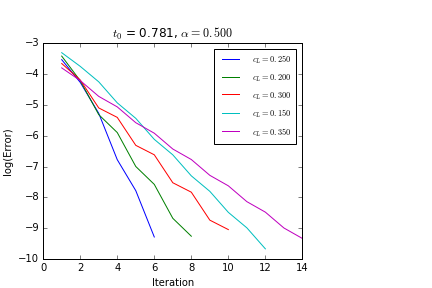 t₀ = 0.781, α = 0.500
−3
−4
−5
−6
−7
−8
−9
−10
log(Error)
0
2
4
6
8
10
12
14
Iteration
c_L = 0.250
c_L = 0.200
c_L = 0.300
c_L = 0.150
c_L = 0.350